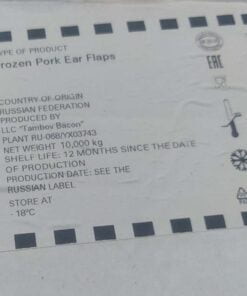 TYPE OF PRODUCT
Frozen Pork Ear Flaps
COUNTRY OF ORIGIN
RUSSIAN FEDERATION
PRODUCED BY
LLC "Tambov Bacon"
PLANT RU-068/YX03743
NET WEIGHT 10,000 kg
SHELF LIFE: 12 MONTHS SINCE THE DATE
OF PRODUCTION
PRODUCTION DATE: SEE THE
RUSSIAN LABEL
STORE AT
- 18°C
EAC